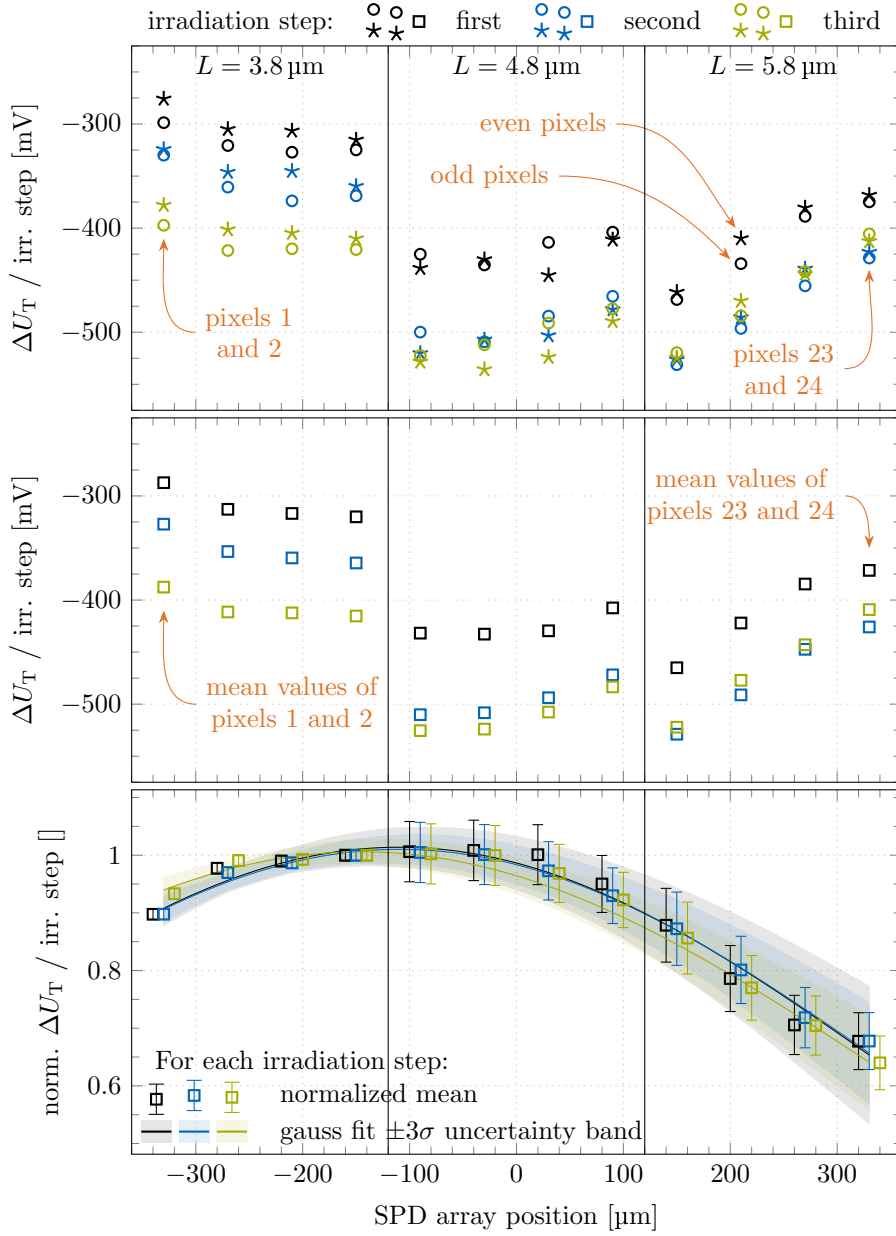 irradiation step: first second third
L = 3.8 µm L = 4.8 µm L = 5.8 µm
ΔU_T / irr. step [mV]
−300
−400
−500
even pixels
odd pixels
pixels 1
and 2
pixels 23
and 24
ΔU_T / irr. step [mV]
−300
−400
−500
mean values of
pixels 23 and 24
mean values of
pixels 1 and 2
norm. ΔU_T / irr. step []
1
0.8
0.6
For each irradiation step:
normalized mean
gauss fit ±3σ uncertainty band
−300 −200 −100 0 100 200 300
SPD array position [µm]